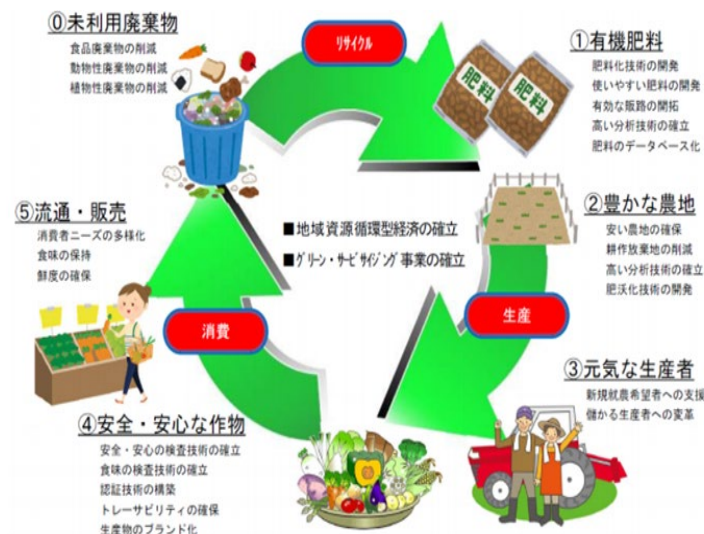 ⓪未利用廃棄物
食品廃棄物の削減
動物性廃棄物の削減
植物性廃棄物の削減
リサイクル
①有機肥料
肥料化技術の開発
使いやすい肥料の開発
有効な販路の開拓
高い分析技術の確立
肥料のデータベース化
肥料
肥料
②豊かな農地
安い農地の確保
耕作放棄地の削減
高い分析技術の確立
肥沃化技術の開発
■地域資源循環型経済の確立
■グリーン・サービサイジング事業の確立
生産
③元気な生産者
新規就農希望者への支援
儲かる生産者への変革
④安全・安心な作物
安全・安心の検査技術の確立
食味の検査技術の確立
認証技術の構築
トレーサビリティの確保
生産物のブランド化
消費
⑤流通・販売
消費者ニーズの多様化
食味の保持
鮮度の確保